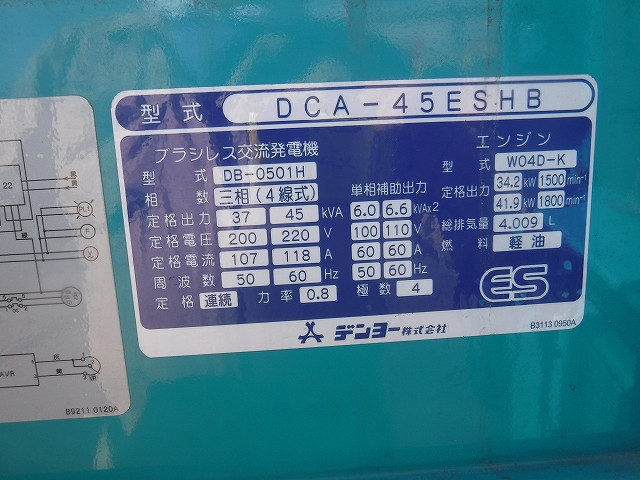 型式 DCA-45ESHB
ブラシレス交流発電機
型式 DB-0501H
相数 三相(4線式)
定格出力 37 45 kVA
定格電圧 200 220 V
定格電流 107 118 A
周波数 50 60 Hz
定格 連続 力率 0.8 極数 4
単相補助出力
6.0 6.6 kVAx2
100 110 V
60 60 A
50 60 Hz
エンジン
型式 W04D-K
定格出力 34.2 kW 1500 min⁻¹
41.9 kW 1800 min⁻¹
総排気量 4.009 L
燃料 軽油
ES
デンヨー株式会社
B3113 0950A
22
F
V
AVR
VR
B9211 0120A